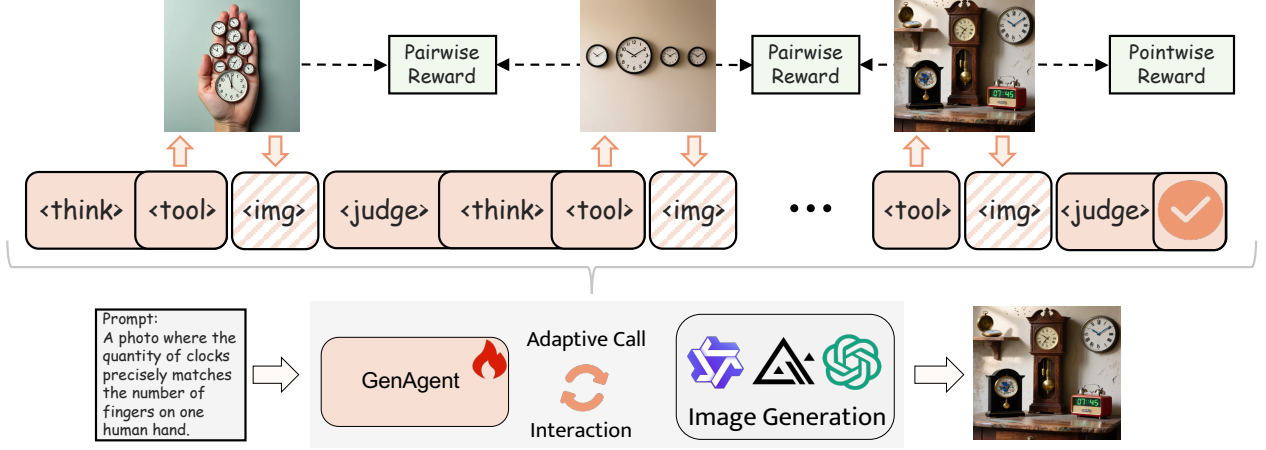 Pairwise
Reward
Pairwise
Reward
Pointwise
Reward
07:45
<think>
<tool>
<img>
<judge>
<think>
<tool>
<img>
...
<tool>
<img>
<judge>
Prompt:
A photo where the
quantity of clocks
precisely matches
the number of
fingers on one
human hand.
GenAgent
Adaptive Call
Interaction
Image Generation
07:45